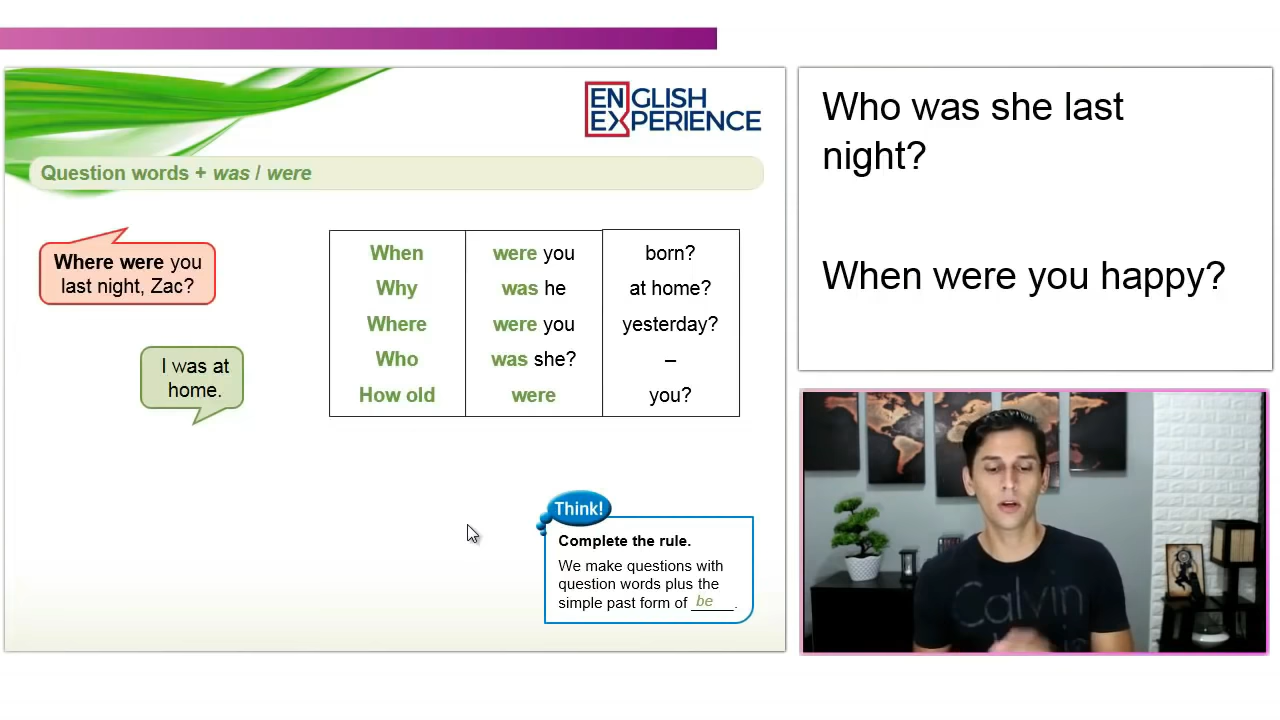 ENGLISH
EXPERIENCE
Question words + was / were
Where were you
last night, Zac?
I was at
home.
When were you born?
Why was he at home?
Where were you yesterday?
Who was she? –
How old were you?
Think!
Complete the rule.
We make questions with
question words plus the
simple past form of be.
Who was she last
night?
When were you happy?
Calvin